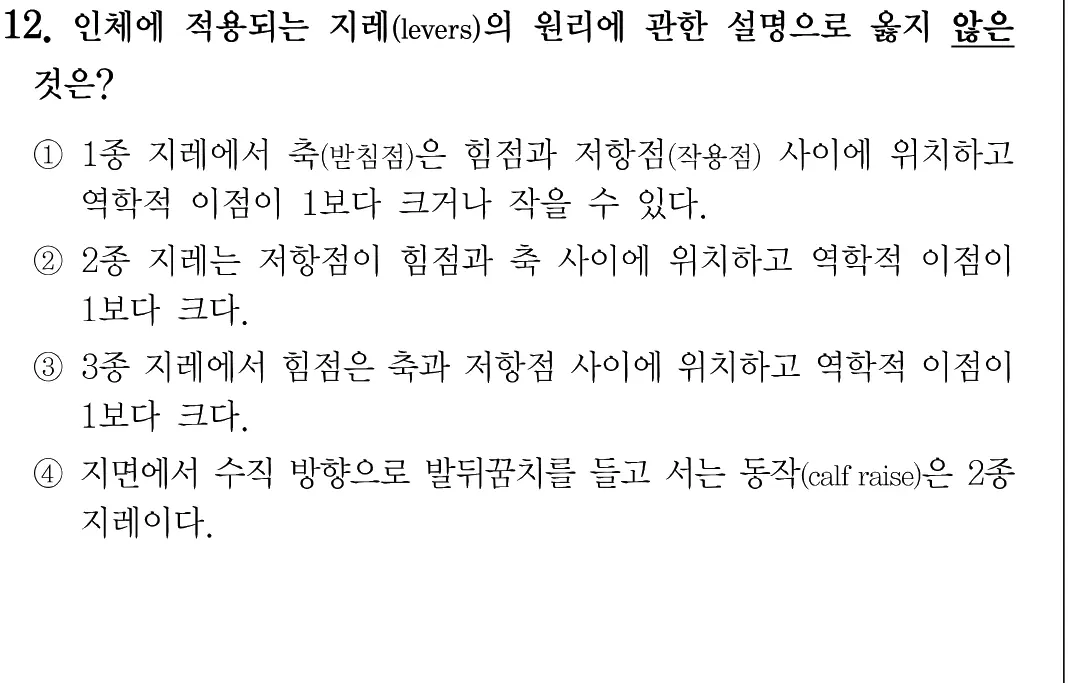 12. 인체에 적용되는 지레(levers)의 원리에 관한 설명으로 옳지 않은
것은?
① 1종 지레에서 축(받침점)은 힘점과 저항점(작용점) 사이에 위치하고
역학적 이점이 1보다 크거나 작을 수 있다.
② 2종 지레는 저항점이 힘점과 축 사이에 위치하고 역학적 이점이
1보다 크다.
③ 3종 지레에서 힘점은 축과 저항점 사이에 위치하고 역학적 이점이
1보다 크다.
④ 지면에서 수직 방향으로 발뒤꿈치를 들고 서는 동작(calf raise)은 2종
지레이다.